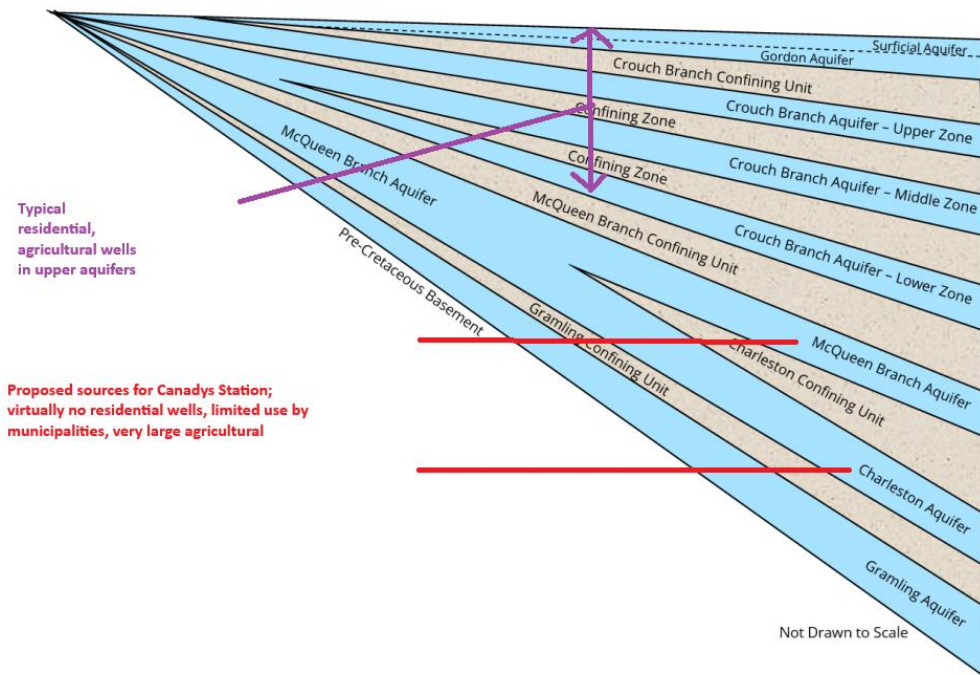 Surficial Aquifer
Gordon Aquifer
Crouch Branch Confining Unit
Crouch Branch Aquifer – Upper Zone
Confining Zone
Crouch Branch Aquifer – Middle Zone
Confining Zone
Crouch Branch Aquifer – Lower Zone
McQueen Branch Aquifer
McQueen Branch Confining Unit
Typical
residential,
agricultural wells
in upper aquifers
Pre-Cretaceous Basement
Gramling Confining Unit
Charleston Confining Unit
McQueen Branch Aquifer
Proposed sources for Canadys Station;
virtually no residential wells, limited use by
municipalities, very large agricultural
Charleston Aquifer
Gramling Aquifer
Not Drawn to Scale